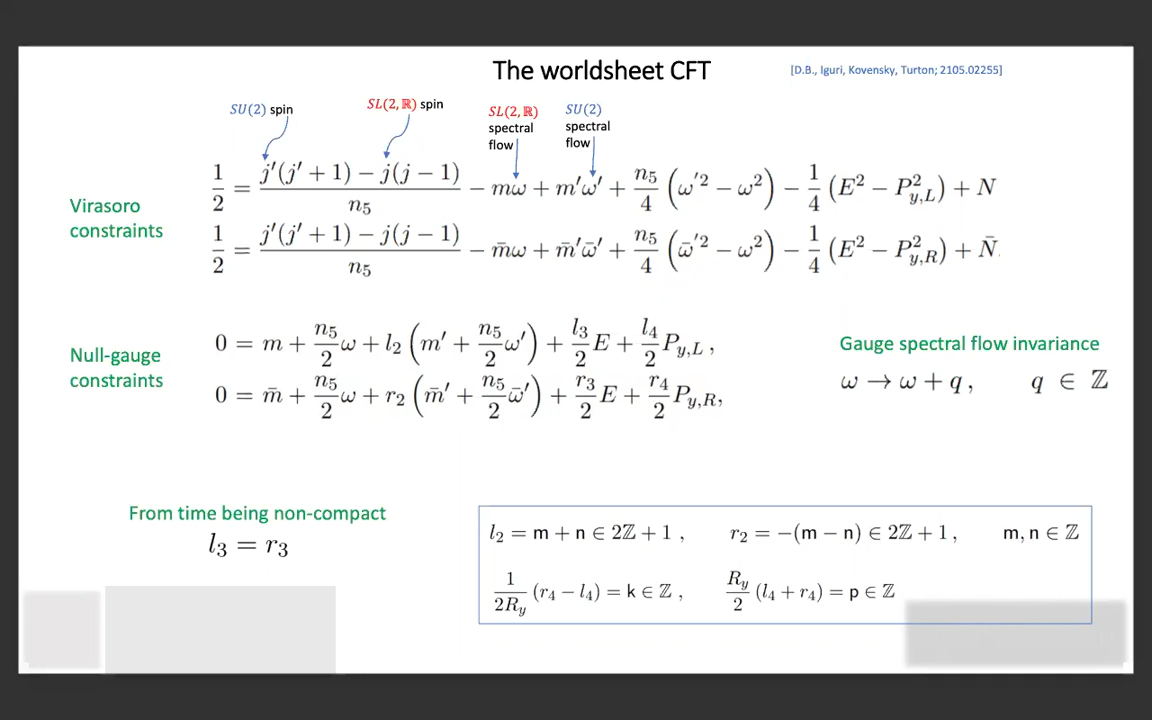 The worldsheet CFT
[D.B., Iguri, Kovensky, Turton; 2105.02255]
SU(2) spin
SL(2,ℝ) spin
SL(2,ℝ) spectral flow
SU(2) spectral flow
Virasoro constraints
1/2 = (j'(j' + 1) − j(j − 1))/n₅ − mω + m'ω' + n₅/4 (ω'² − ω²) − 1/4 (E² − P²_{y,L}) + N
1/2 = (j'(j' + 1) − j(j − 1))/n₅ − m̄ω + m̄'ω̄' + n₅/4 (ω̄'² − ω²) − 1/4 (E² − P²_{y,R}) + N̄.
Null-gauge constraints
0 = m + n₅/2 ω + l₂ (m' + n₅/2 ω') + l₃/2 E + l₄/2 P_{y,L} ,
0 = m̄ + n₅/2 ω + r₂ (m̄' + n₅/2 ω̄') + r₃/2 E + r₄/2 P_{y,R},
Gauge spectral flow invariance
ω → ω + q , q ∈ ℤ
From time being non-compact
l₃ = r₃
l₂ = m + n ∈ 2ℤ + 1 , r₂ = −(m − n) ∈ 2ℤ + 1 , m, n ∈ ℤ
1/(2R_y) (r₄ − l₄) = k ∈ ℤ , R_y/2 (l₄ + r₄) = p ∈ ℤ